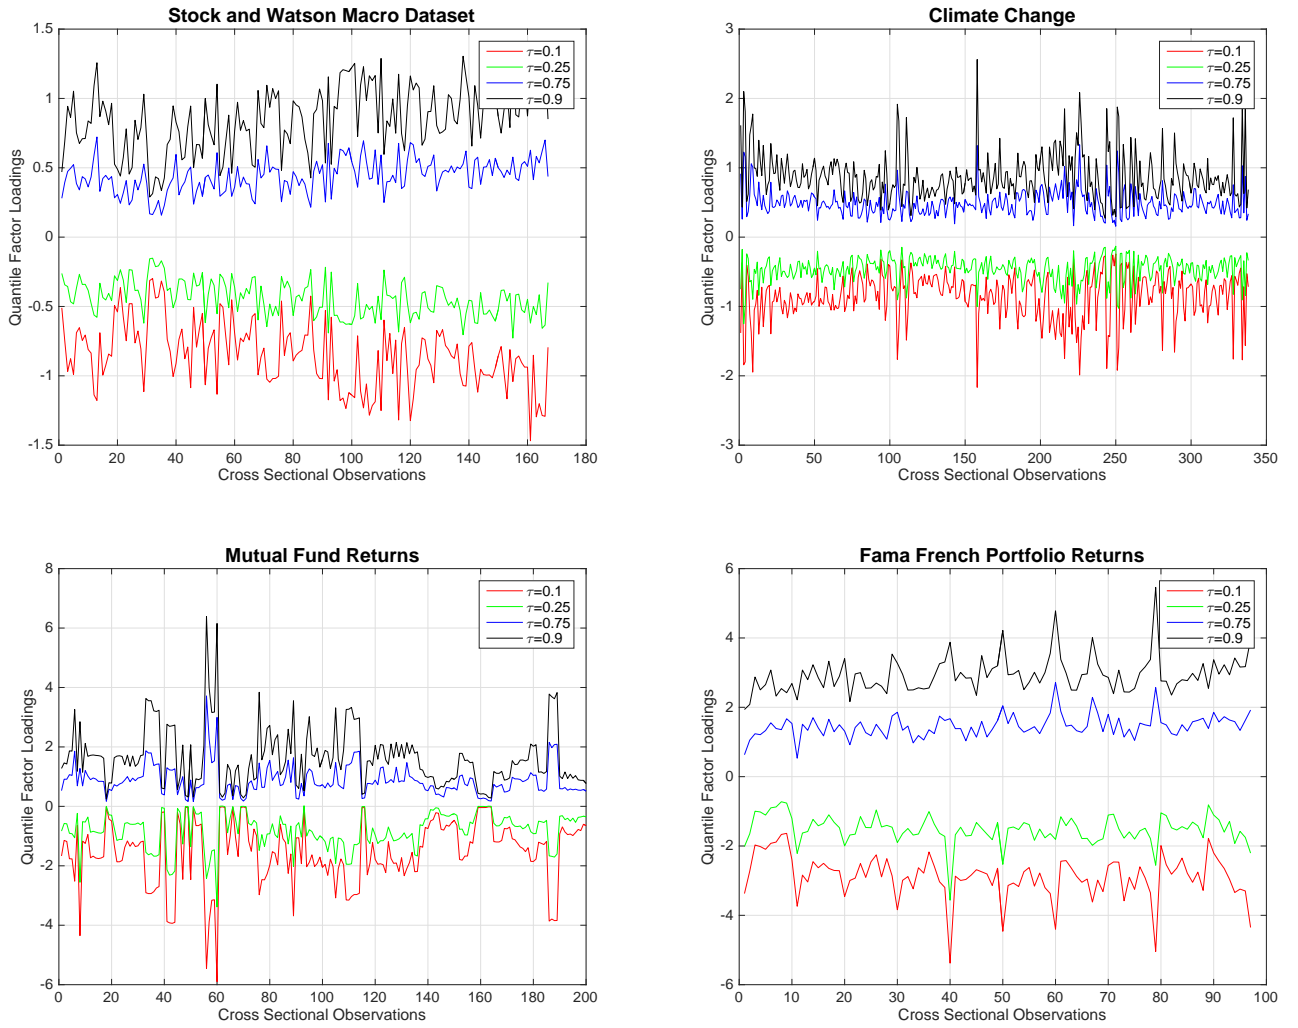 Stock and Watson Macro Dataset
1.5
1
0.5
0
-0.5
-1
-1.5
Quantile Factor Loadings
τ=0.1
τ=0.25
τ=0.75
τ=0.9
0 20 40 60 80 100 120 140 160 180
Cross Sectional Observations
Climate Change
3
2
1
0
-1
-2
-3
Quantile Factor Loadings
τ=0.1
τ=0.25
τ=0.75
τ=0.9
0 50 100 150 200 250 300 350
Cross Sectional Observations
Mutual Fund Returns
8
6
4
2
0
-2
-4
-6
Quantile Factor Loadings
τ=0.1
τ=0.25
τ=0.75
τ=0.9
0 20 40 60 80 100 120 140 160 180 200
Cross Sectional Observations
Fama French Portfolio Returns
6
4
2
0
-2
-4
-6
Quantile Factor Loadings
τ=0.1
τ=0.25
τ=0.75
τ=0.9
0 10 20 30 40 50 60 70 80 90 100
Cross Sectional Observations